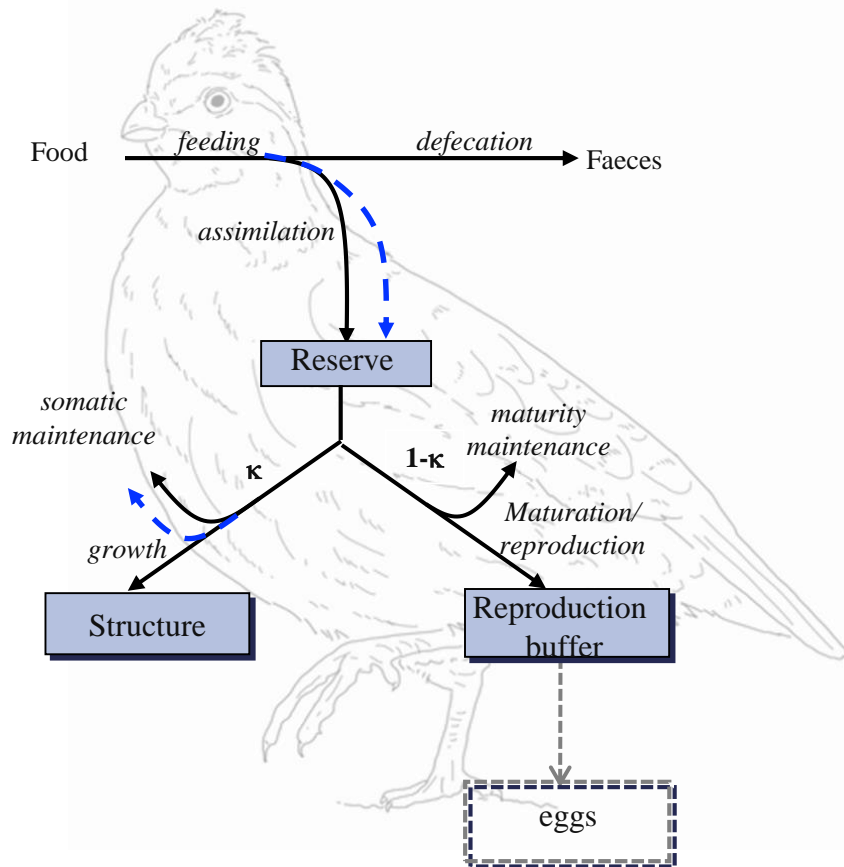 feeding
defecation
Food
Faeces
assimilation
Reserve
somatic
maintenance
maturity
maintenance
κ
1-κ
growth
Maturation/
reproduction
Structure
Reproduction
buffer
eggs